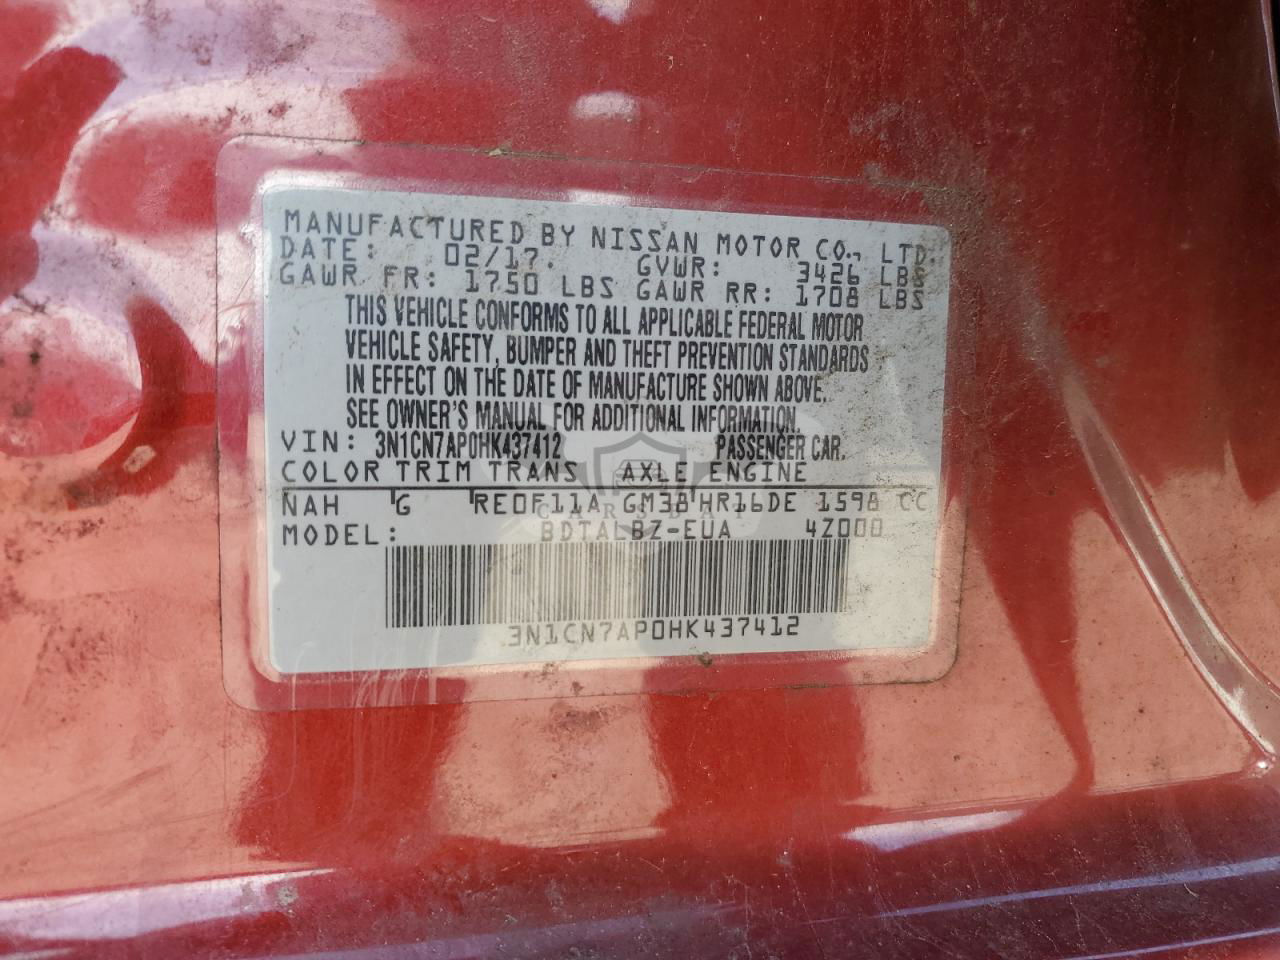 MANUFACTURED BY NISSAN MOTOR CO., LTD.
DATE: 02/17. GVWR: 3426 LBS
GAWR FR: 1750 LBS GAWR RR: 1708 LBS
THIS VEHICLE CONFORMS TO ALL APPLICABLE FEDERAL MOTOR
VEHICLE SAFETY, BUMPER AND THEFT PREVENTION STANDARDS
IN EFFECT ON THE DATE OF MANUFACTURE SHOWN ABOVE.
SEE OWNER'S MANUAL FOR ADDITIONAL INFORMATION.
VIN: 3N1CN7AP0HK437412 PASSENGER CAR.
COLOR TRIM TRANS AXLE ENGINE
NAH G RE0F11A GM38 HR16DE 1598 CC
MODEL: BDTALBZ-EUA 4Z000
3N1CN7AP0HK437412